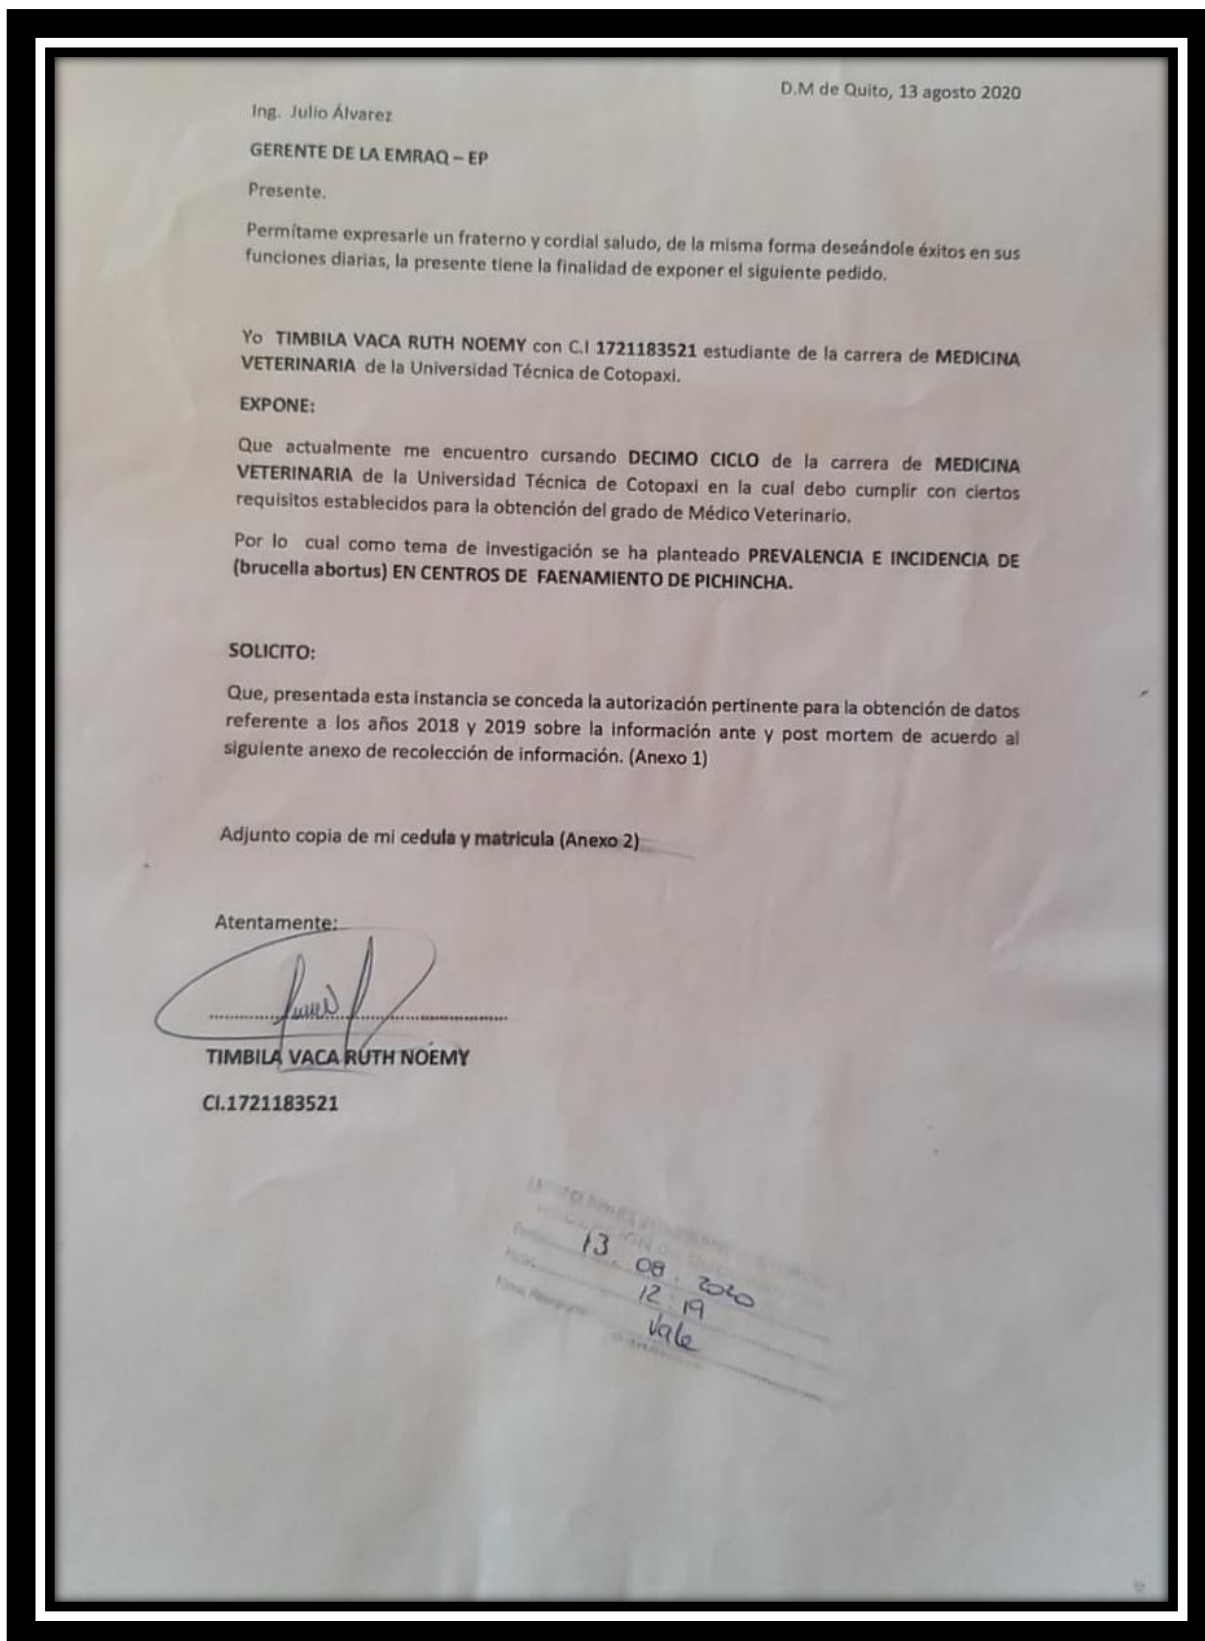 D.M de Quito, 13 agosto 2020
Ing. Julio Álvarez
GERENTE DE LA EMRAQ – EP
Presente.
Permítame expresarle un fraterno y cordial saludo, de la misma forma deseándole éxitos en sus
funciones diarias, la presente tiene la finalidad de exponer el siguiente pedido.
Yo TIMBILA VACA RUTH NOEMY con C.I 1721183521 estudiante de la carrera de MEDICINA
VETERINARIA de la Universidad Técnica de Cotopaxi.
EXPONE:
Que actualmente me encuentro cursando DECIMO CICLO de la carrera de MEDICINA
VETERINARIA de la Universidad Técnica de Cotopaxi en la cual debo cumplir con ciertos
requisitos establecidos para la obtención del grado de Médico Veterinario.
Por lo cual como tema de investigación se ha planteado PREVALENCIA E INCIDENCIA DE
(brucella abortus) EN CENTROS DE FAENAMIENTO DE PICHINCHA.
SOLICITO:
Que, presentada esta instancia se conceda la autorización pertinente para la obtención de datos
referente a los años 2018 y 2019 sobre la información ante y post mortem de acuerdo al
siguiente anexo de recolección de información. (Anexo 1)
Adjunto copia de mi cedula y matricula (Anexo 2)
Atentamente:
TIMBILA VACA RUTH NOEMY
CI.1721183521
13. 08. 2020
12:19
Vale